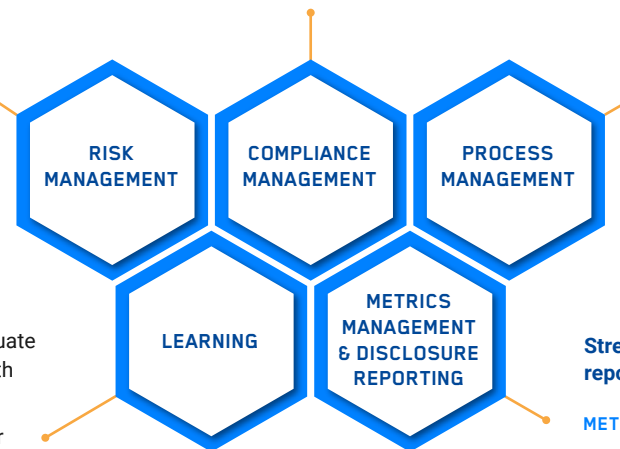 RISK
MANAGEMENT
COMPLIANCE
MANAGEMENT
PROCESS
MANAGEMENT
LEARNING
METRICS
MANAGEMENT
& DISCLOSURE
REPORTING